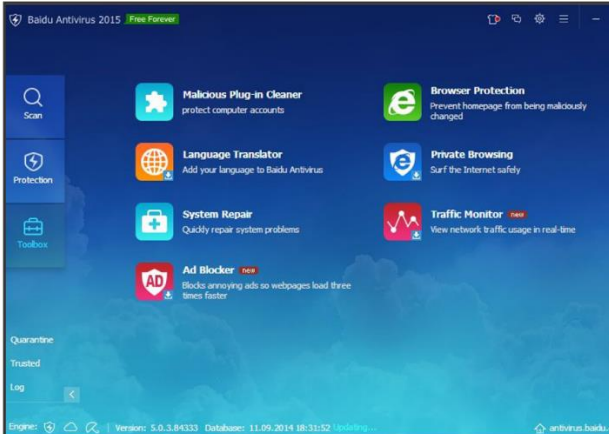 Baidu Antivirus 2015 Free Forever
Scan
Protection
Toolbox
Malicious Plug-in Cleaner
protect computer accounts
Browser Protection
Prevent homepage from being maliciously
changed
Language Translator
Add your language to Baidu Antivirus
Private Browsing
Surf the Internet safely
System Repair
Quickly repair system problems
Traffic Monitor new
View network traffic usage in real-time
AD
Ad Blocker new
Blocks annoying ads so webpages load three
times faster
Quarantine
Trusted
Log
Engine: Version: 5.0.3.84333 Database: 11.09.2014 18:31:52 Updating... antivirus.baidu.